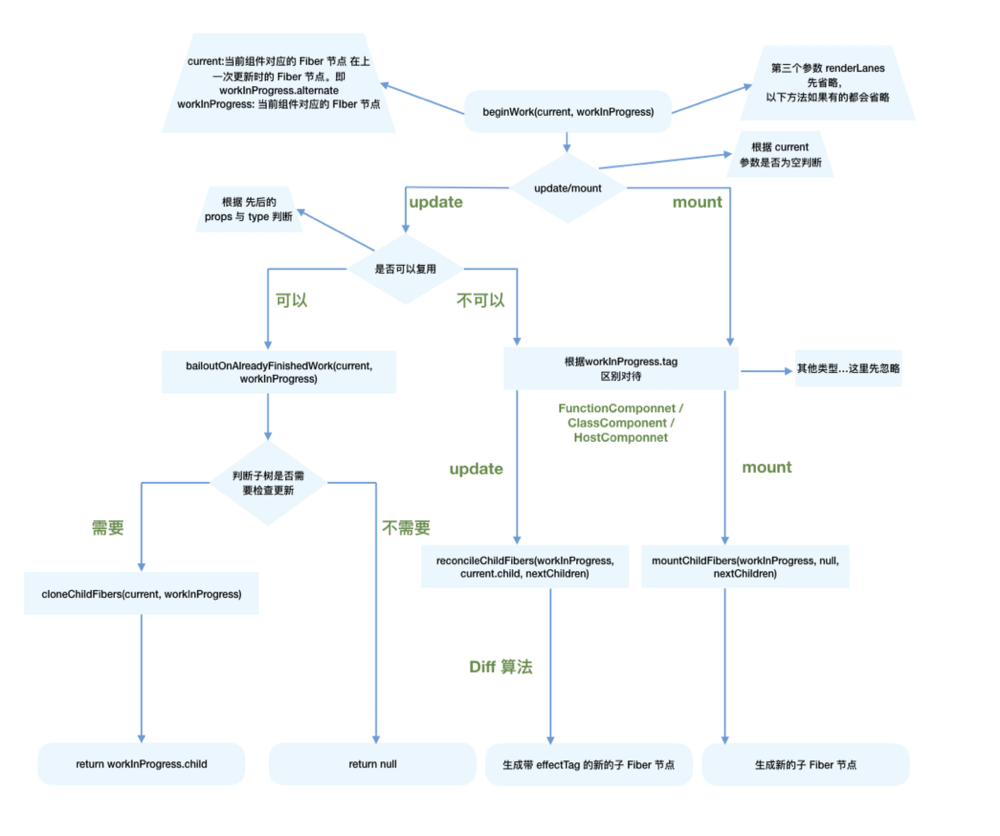 current:当前组件对应的 Fiber 节点 在上
一次更新时的 Fiber 节点。即
workInProgress.alternate
workInProgress: 当前组件对应的 FIber 节点
第三个参数 renderLanes
先省略，
以下方法如果有的都会省略
beginWork(current, workInProgress)
根据 current
参数是否为空判断
update/mount
根据 先后的
props 与 type 判断
update
mount
是否可以复用
可以
不可以
bailoutOnAlreadyFinishedWork(current,
workInProgress)
根据workInProgress.tag
区别对待
其他类型...这里先忽略
FunctionComponnet /
ClassComponent /
HostComponnet
判断子树是否需
要检查更新
update
mount
需要
不需要
reconcileChildFibers(workInProgress,
current.child, nextChildren)
mountChildFibers(workInProgress, null,
nextChildren)
cloneChildFibers(current, workInProgress)
Diff 算法
return workInProgress.child
return null
生成带 effectTag 的新的子 Fiber 节点
生成新的子 Fiber 节点